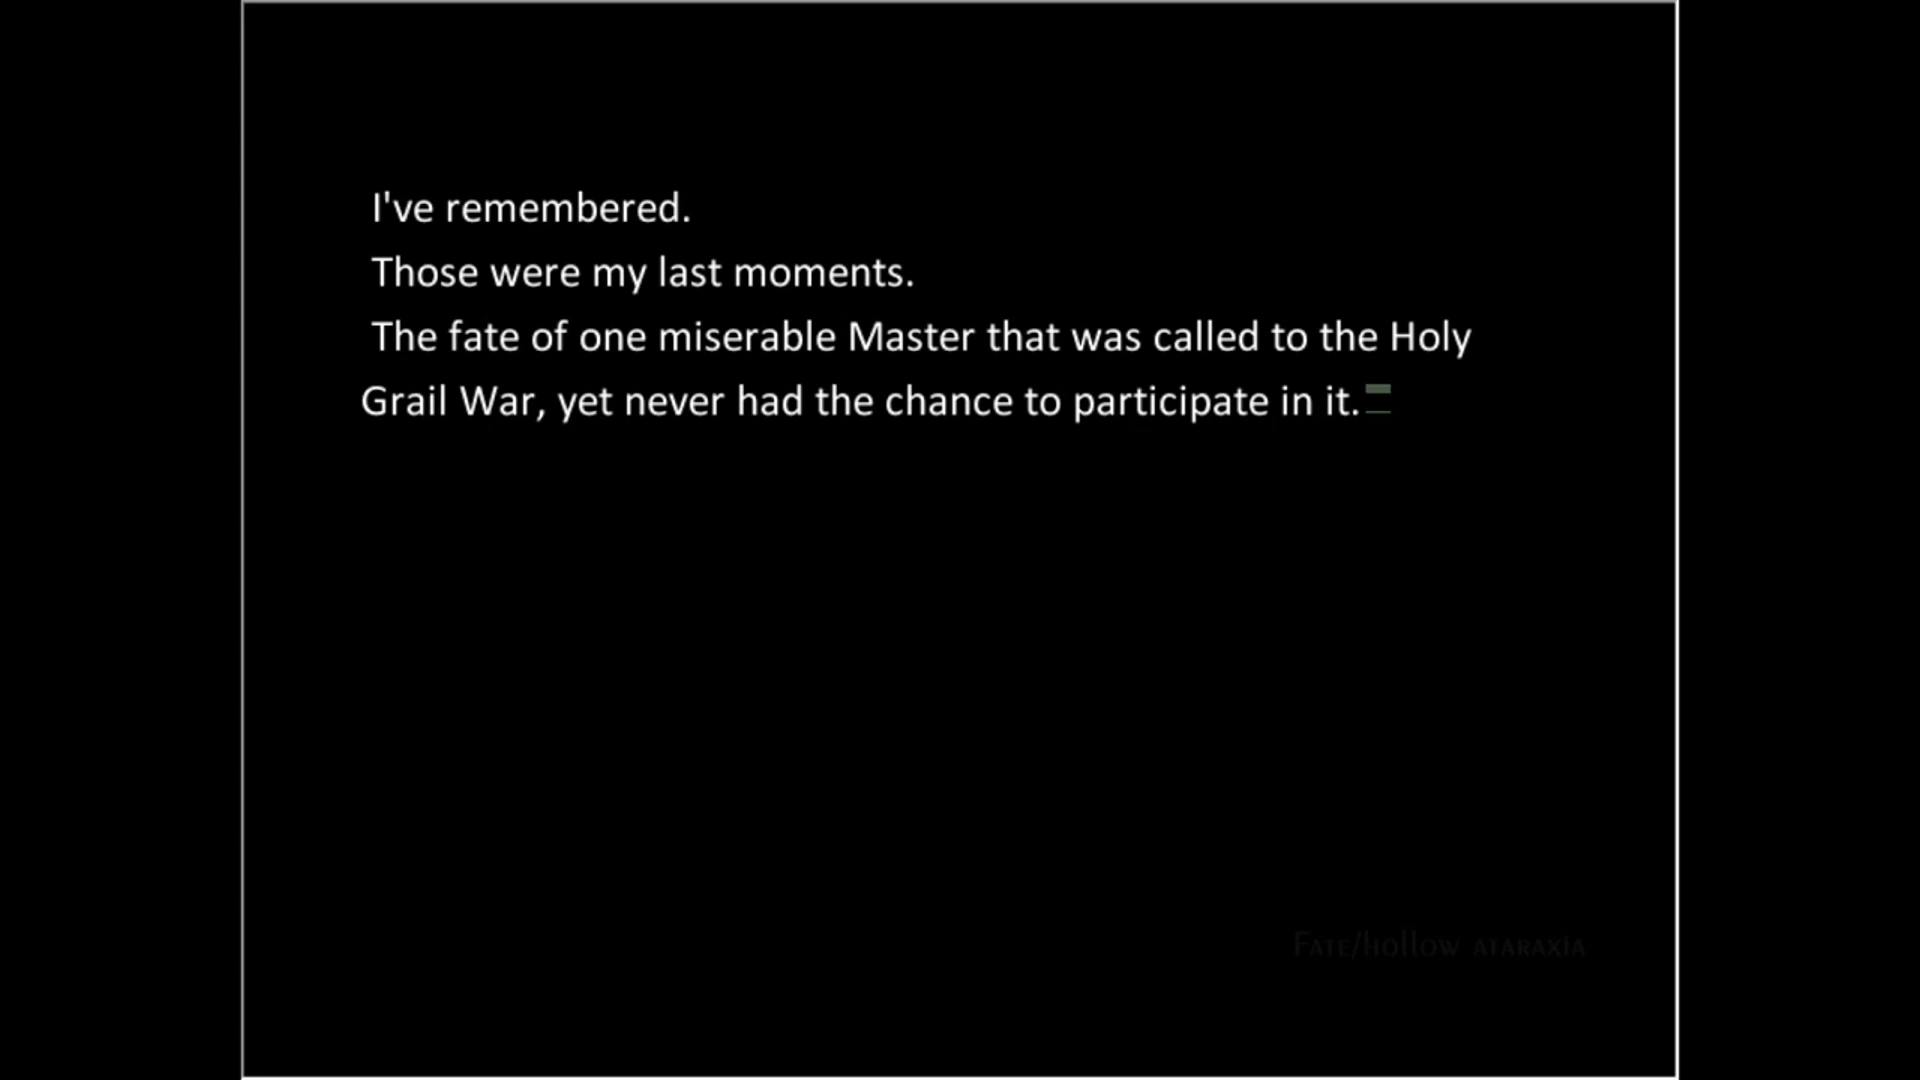 I've remembered.
Those were my last moments.
The fate of one miserable Master that was called to the Holy
Grail War, yet never had the chance to participate in it.
Fate/hollow ataraxia